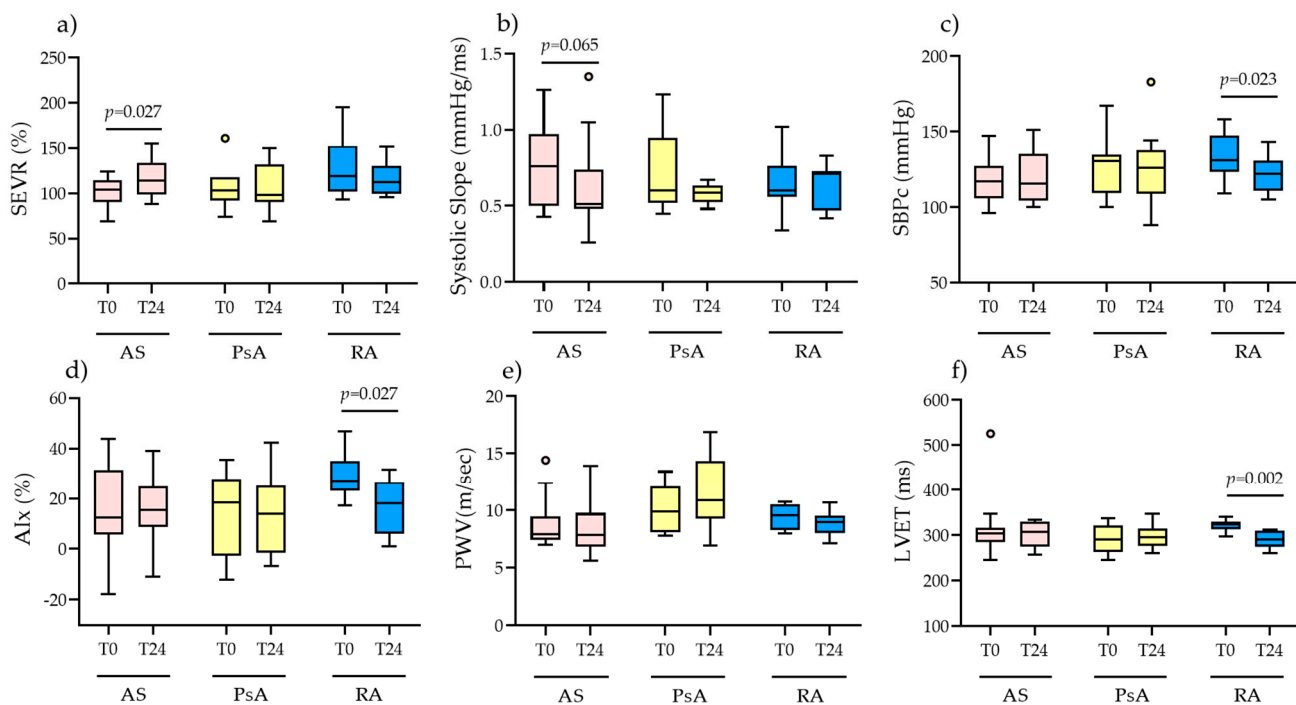 a)
p=0.027
SEVR (%)
250
200
150
100
50
0
T0 T24 T0 T24 T0 T24
AS PsA RA
b)
p=0.065
Systolic Slope (mmHg/ms)
1.5
1.0
0.5
0.0
T0 T24 T0 T24 T0 T24
AS PsA RA
c)
p=0.023
SBPc (mmHg)
200
150
100
50
T0 T24 T0 T24 T0 T24
AS PsA RA
d)
p=0.027
AIx (%)
60
40
20
0
-20
T0 T24 T0 T24 T0 T24
AS PsA RA
e)
PWV(m/sec)
20
15
10
5
0
T0 T24 T0 T24 T0 T24
AS PsA RA
f)
p=0.002
LVET (ms)
600
500
400
300
200
100
T0 T24 T0 T24 T0 T24
AS PsA RA